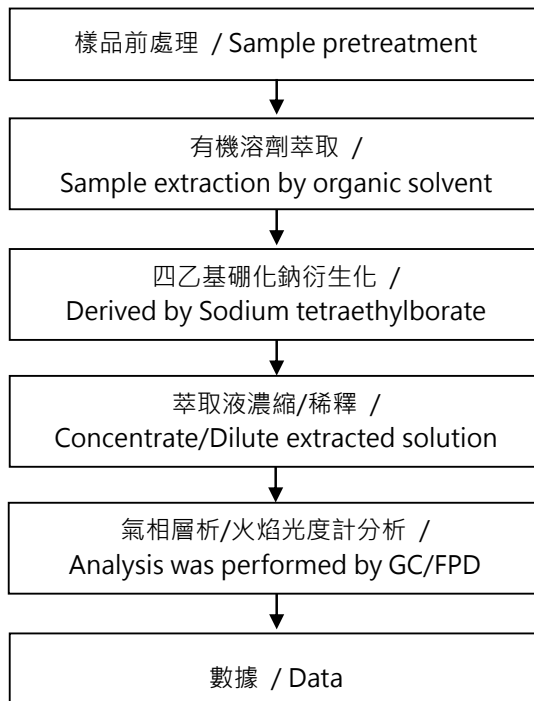 樣品前處理 / Sample pretreatment
有機溶劑萃取 /
Sample extraction by organic solvent
四乙基硼化鈉衍生化 /
Derived by Sodium tetraethylborate
萃取液濃縮/稀釋 /
Concentrate/Dilute extracted solution
氣相層析/火焰光度計分析 /
Analysis was performed by GC/FPD
數據 / Data